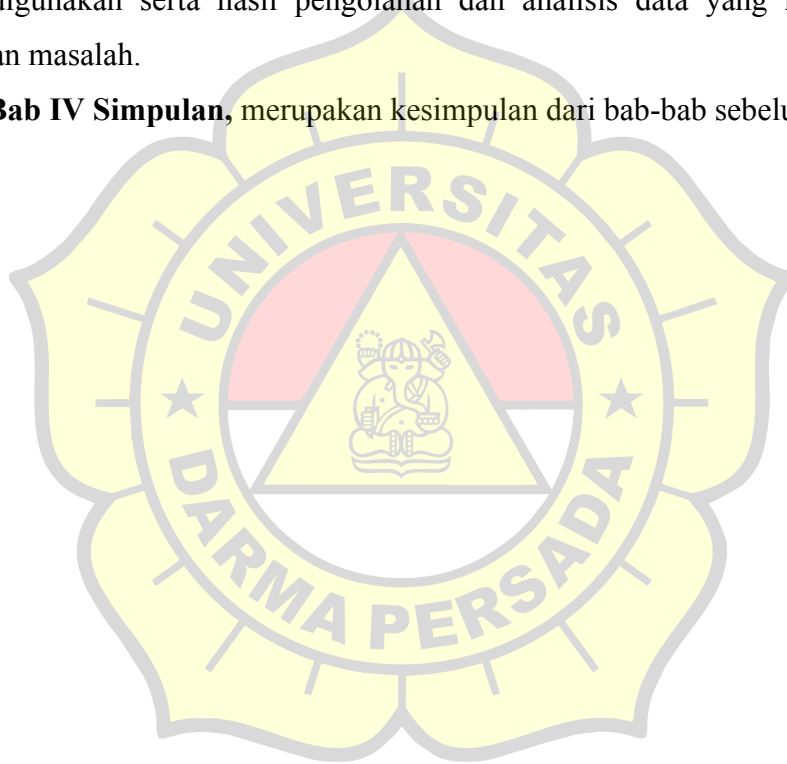 digunakan serta hasil pengolahan dan analisis data yang
an masalah.
Bab IV Simpulan, merupakan kesimpulan dari bab-bab sebelu
UNIVERSITAS
DARMA PERSADA